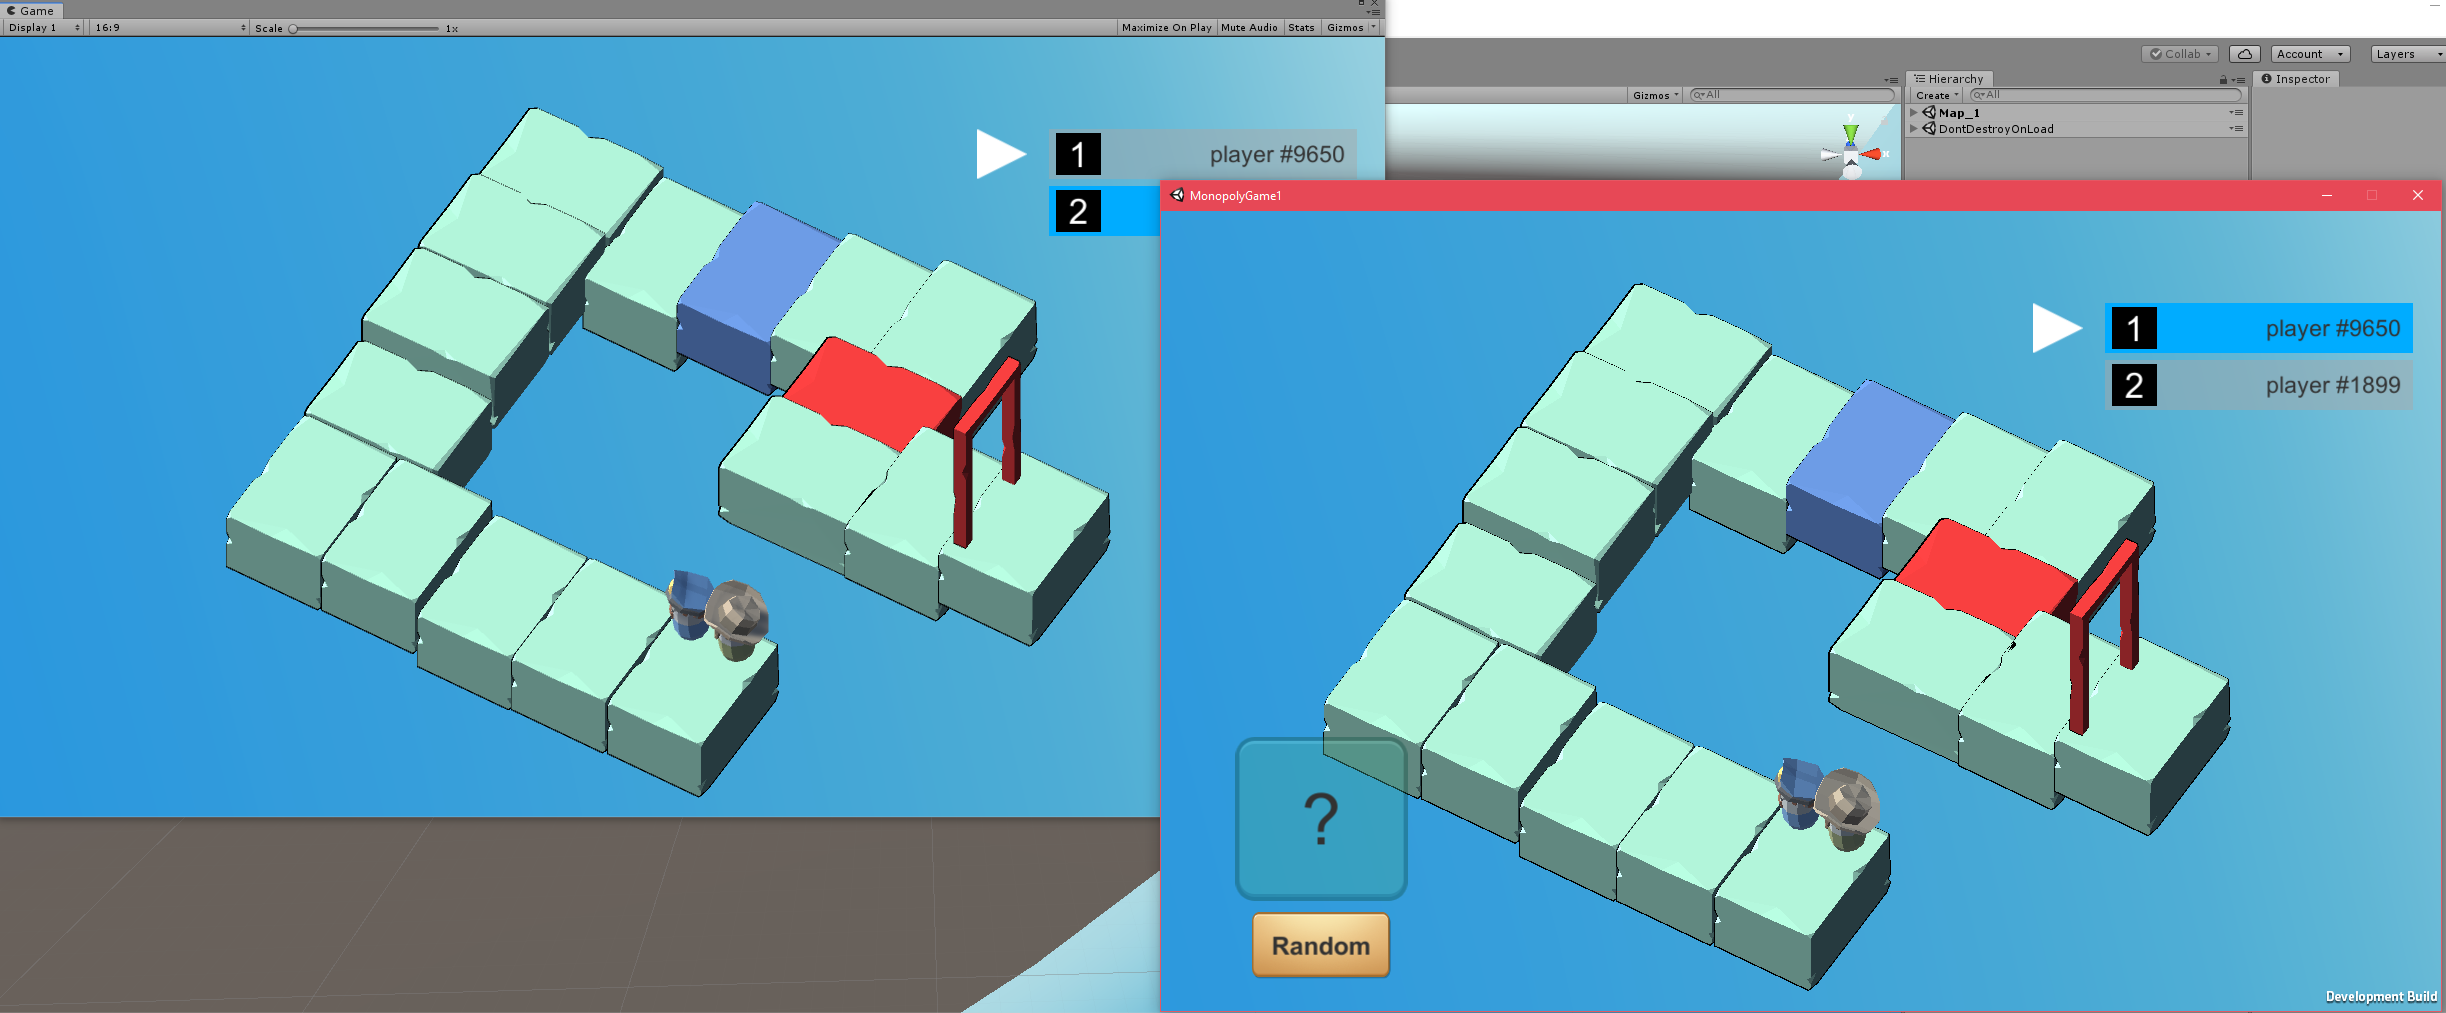 Game
Display 1 16:9 Scale 1x Maximize On Play Mute Audio Stats Gizmos
Collab Account Layers
Hierarchy Inspector
Gizmos All Create All
Map_1
DontDestroyOnLoad
y
x
1 player #9650
2
MonopolyGame1
1 player #9650
2 player #1899
?
Random
Development Build